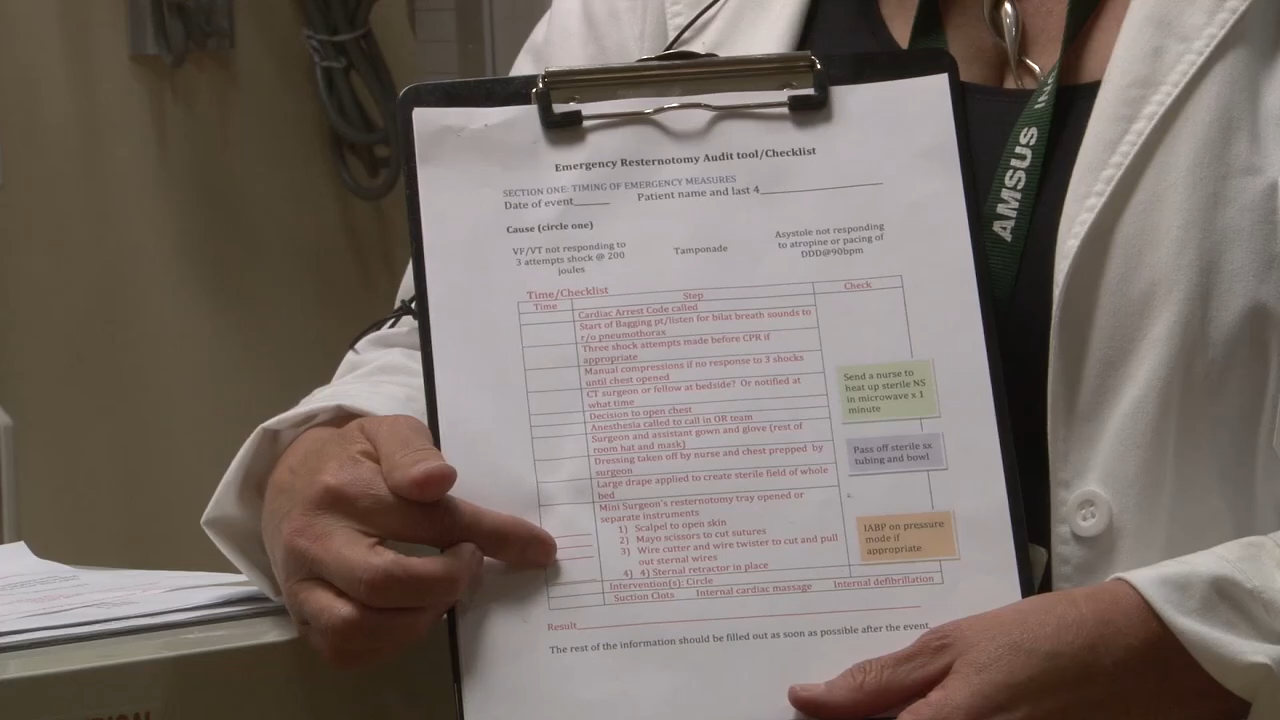 Emergency Resternotomy Audit tool/Checklist
SECTION ONE: TIMING OF EMERGENCY MEASURES
Date of event______ Patient name and last 4____________________
Cause (circle one)
VF/VT not responding to
3 attempts shock @ 200
joules
Tamponade
Asystole not responding
to atropine or pacing of
DDD@90bpm
Time/Checklist
Time Step Check
Cardiac Arrest Code called
Start of Bagging pt/listen for bilat breath sounds to
r/o pneumothorax
Three shock attempts made before CPR if
appropriate
Manual compressions if no response to 3 shocks
until chest opened
CT surgeon or fellow at bedside? Or notified at
what time
Decision to open chest
Anesthesia called to call in OR team
Surgeon and assistant gown and glove (rest of
room hat and mask)
Dressing taken off by nurse and chest prepped by
surgeon
Large drape applied to create sterile field of whole
bed
Mini Surgeon's resternotomy tray opened or
separate instruments
1) Scalpel to open skin
2) Mayo scissors to cut sutures
3) Wire cutter and wire twister to cut and pull
out sternal wires
4) 4) Sternal retractor in place
Intervention(s): Circle
Suction Clots Internal cardiac massage Internal defibrillation
Send a nurse to
heat up sterile NS
in microwave x 1
minute
Pass off sterile sx
tubing and bowl
IABP on pressure
mode if
appropriate
Result____________________
The rest of the information should be filled out as soon as possible after the event.
AMSUS